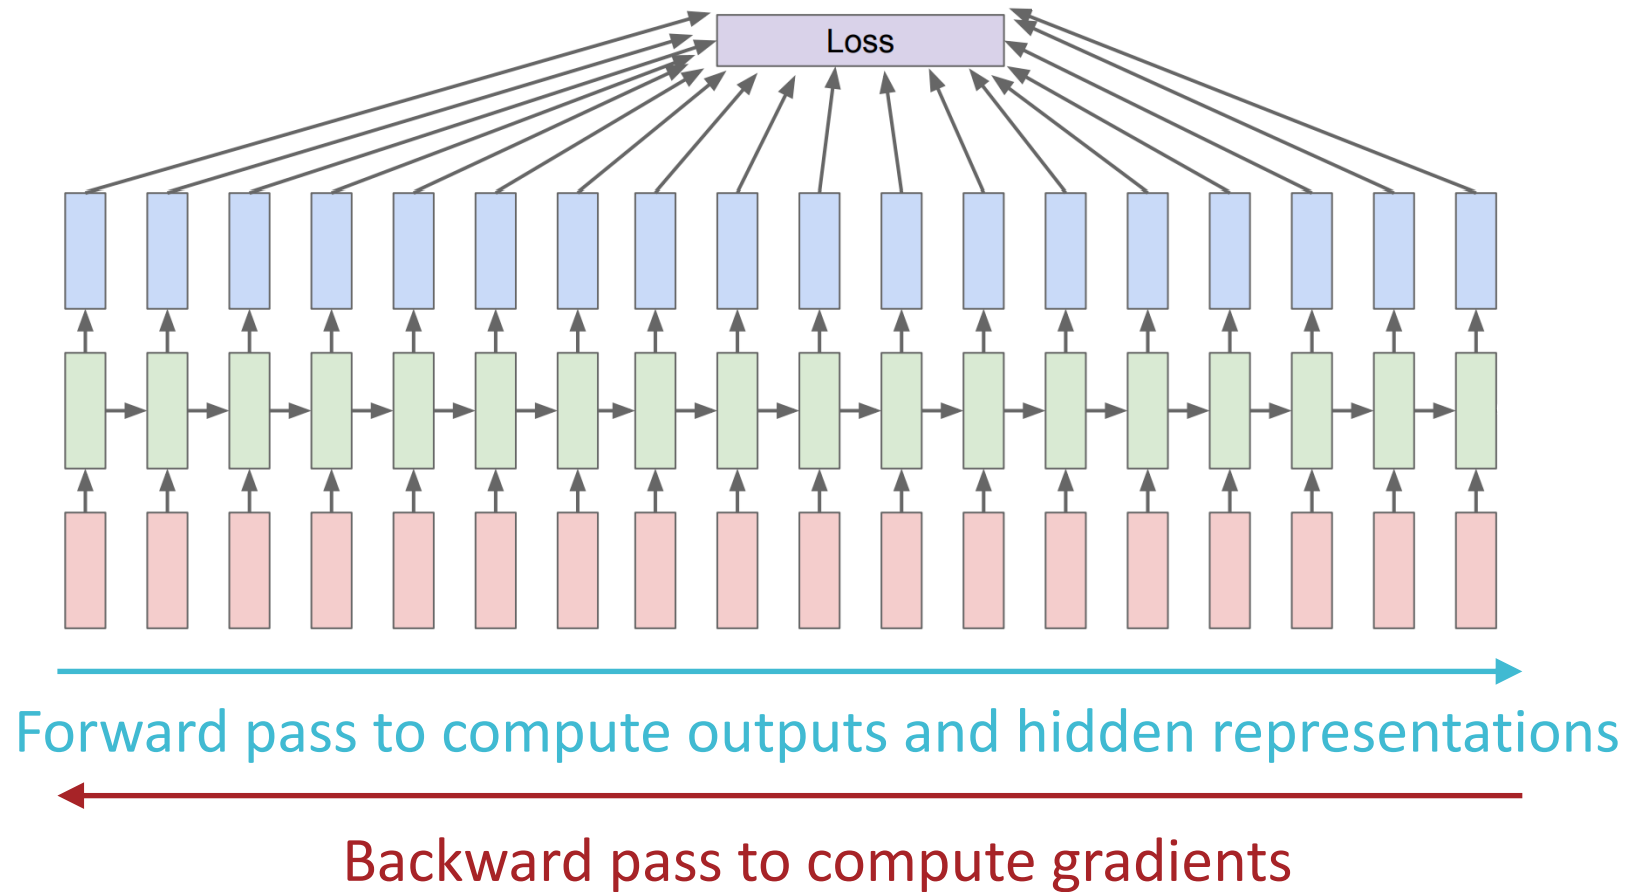 Loss
Forward pass to compute outputs and hidden representations
Backward pass to compute gradients